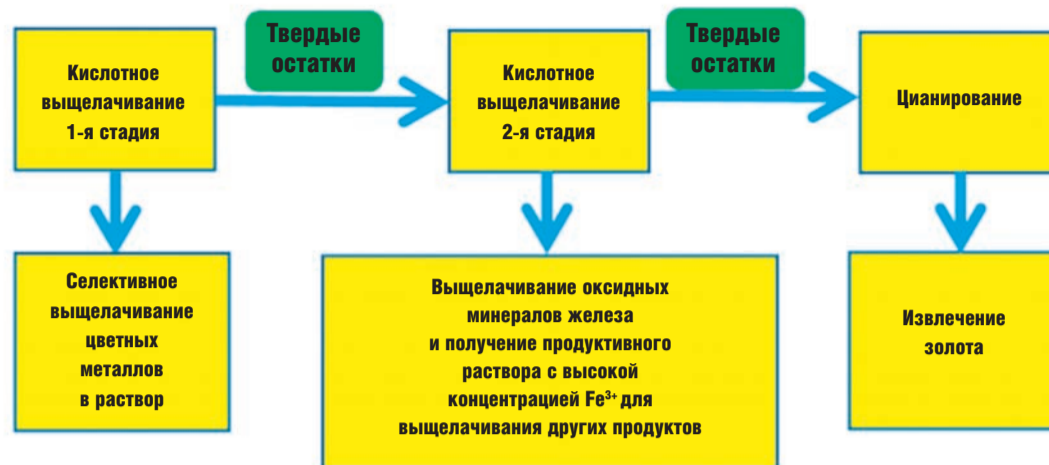 Кислотное
выщелачивание
1-я стадия
Твердые
остатки
Кислотное
выщелачивание
2-я стадия
Твердые
остатки
Цианирование
Селективное
выщелачивание
цветных
металлов
в раствор
Выщелачивание оксидных
минералов железа
и получение продуктивного
раствора с высокой
концентрацией Fe³⁺ для
выщелачивания других продуктов
Извлечение
золота